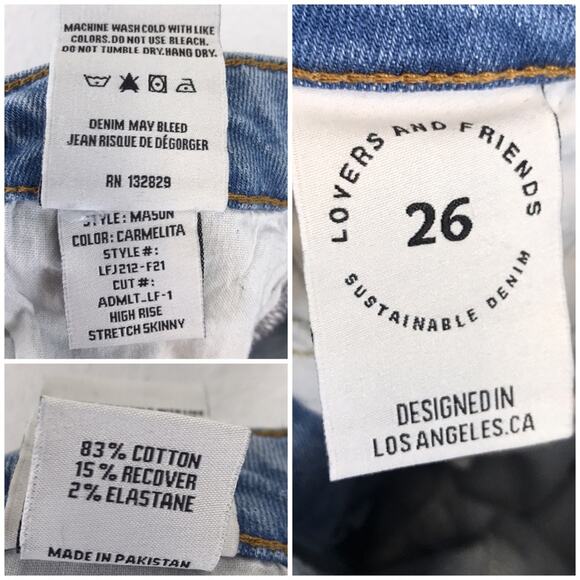 MACHINE WASH COLD WITH LIKE
COLORS.DO NOT USE BLEACH.
DO NOT TUMBLE DRY.HANG DRY.
DENIM MAY BLEED
JEAN RISQUE DE DÉGORGER
RN 132829
STYLE: MASON
COLOR: CARMELITA
STYLE #:
LFJ212-F21
CUT #:
ADMLT_LF-1
HIGH RISE
STRETCH SKINNY
83% COTTON
15% RECOVER
2% ELASTANE
MADE IN PAKISTAN
LOVERS AND FRIENDS
26
SUSTAINABLE DENIM
DESIGNED IN
LOS ANGELES.CA